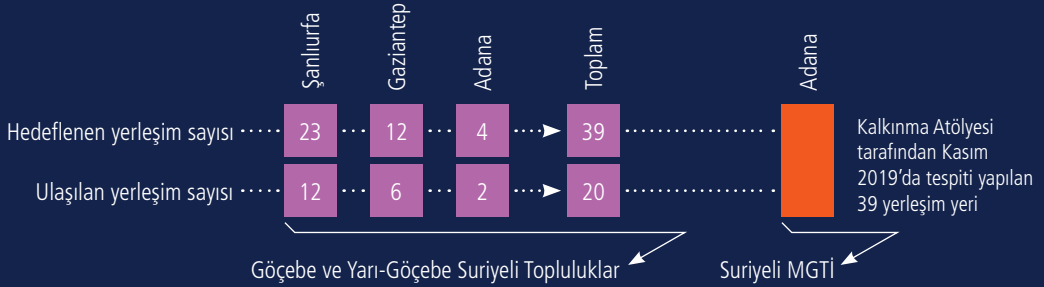 Şanlıurfa
Gaziantep
Adana
Toplam
Adana
Hedeflenen yerleşim sayısı 23 12 4 39
Ulaşılan yerleşim sayısı 12 6 2 20
Kalkınma Atölyesi
tarafından Kasım
2019’da tespiti yapılan
39 yerleşim yeri
Göçebe ve Yarı-Göçebe Suriyeli Topluluklar
Suriyeli MGTİ